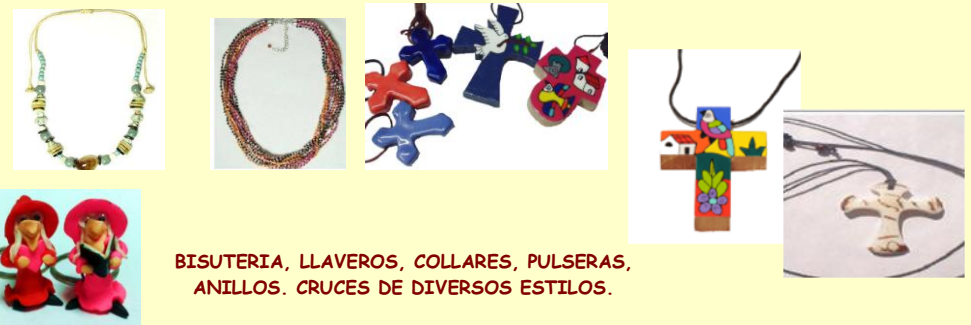 BISUTERIA, LLAVEROS, COLLARES, PULSERAS,
ANILLOS. CRUCES DE DIVERSOS ESTILOS.